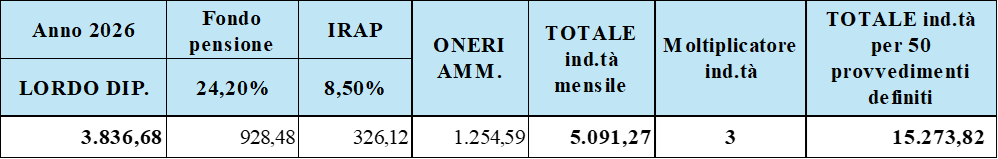 Anno 2026
Fondo
pensione
IRAP
ONERI
AMM.
TOTALE
ind.tà
mensile
Moltiplicatore
ind.tà
TOTALE ind.tà
per 50
provvedimenti
definiti
LORDO DIP.
24,20%
8,50%
3.836,68
928,48
326,12
1.254,59
5.091,27
3
15.273,82